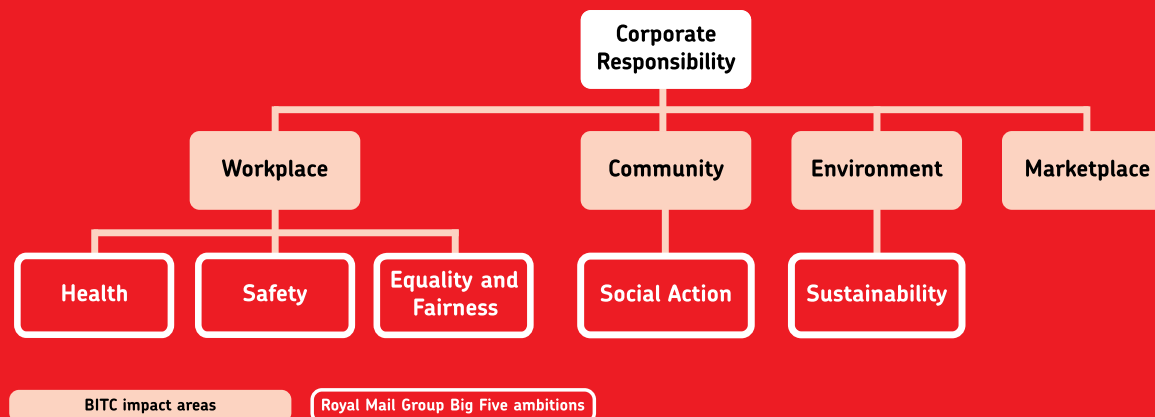 Corporate
Responsibility
Workplace
Community
Environment
Marketplace
Health
Safety
Equality and
Fairness
Social Action
Sustainability
BITC impact areas
Royal Mail Group Big Five ambitions